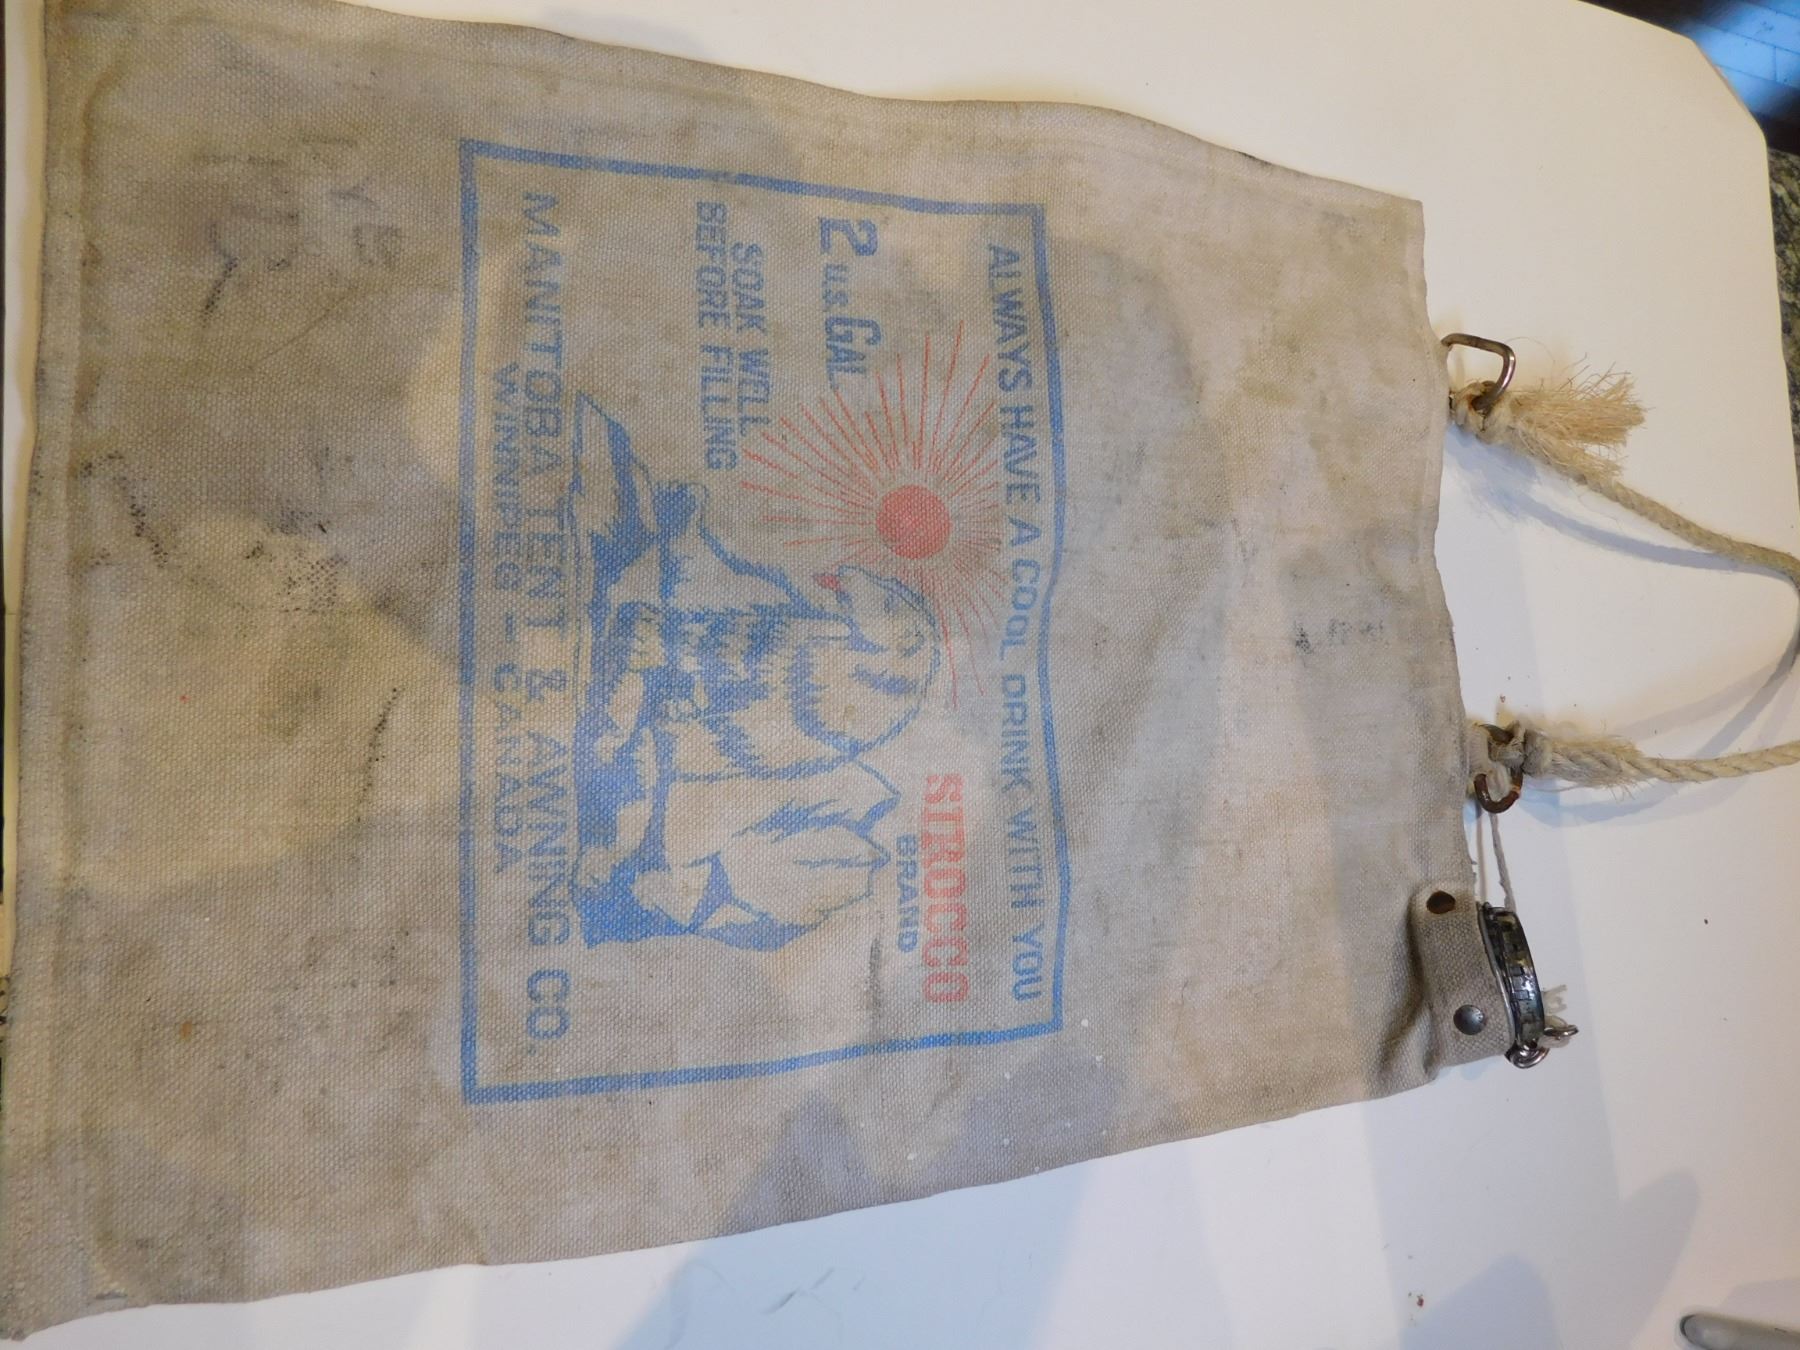 ALWAYS HAVE A COOL DRINK WITH YOU
2 U.S. GAL.
SIROCCO
BRAND
SOAK WELL
BEFORE FILLING
MANITOBA TENT & AWNING CO.
WINNIPEG - CANADA